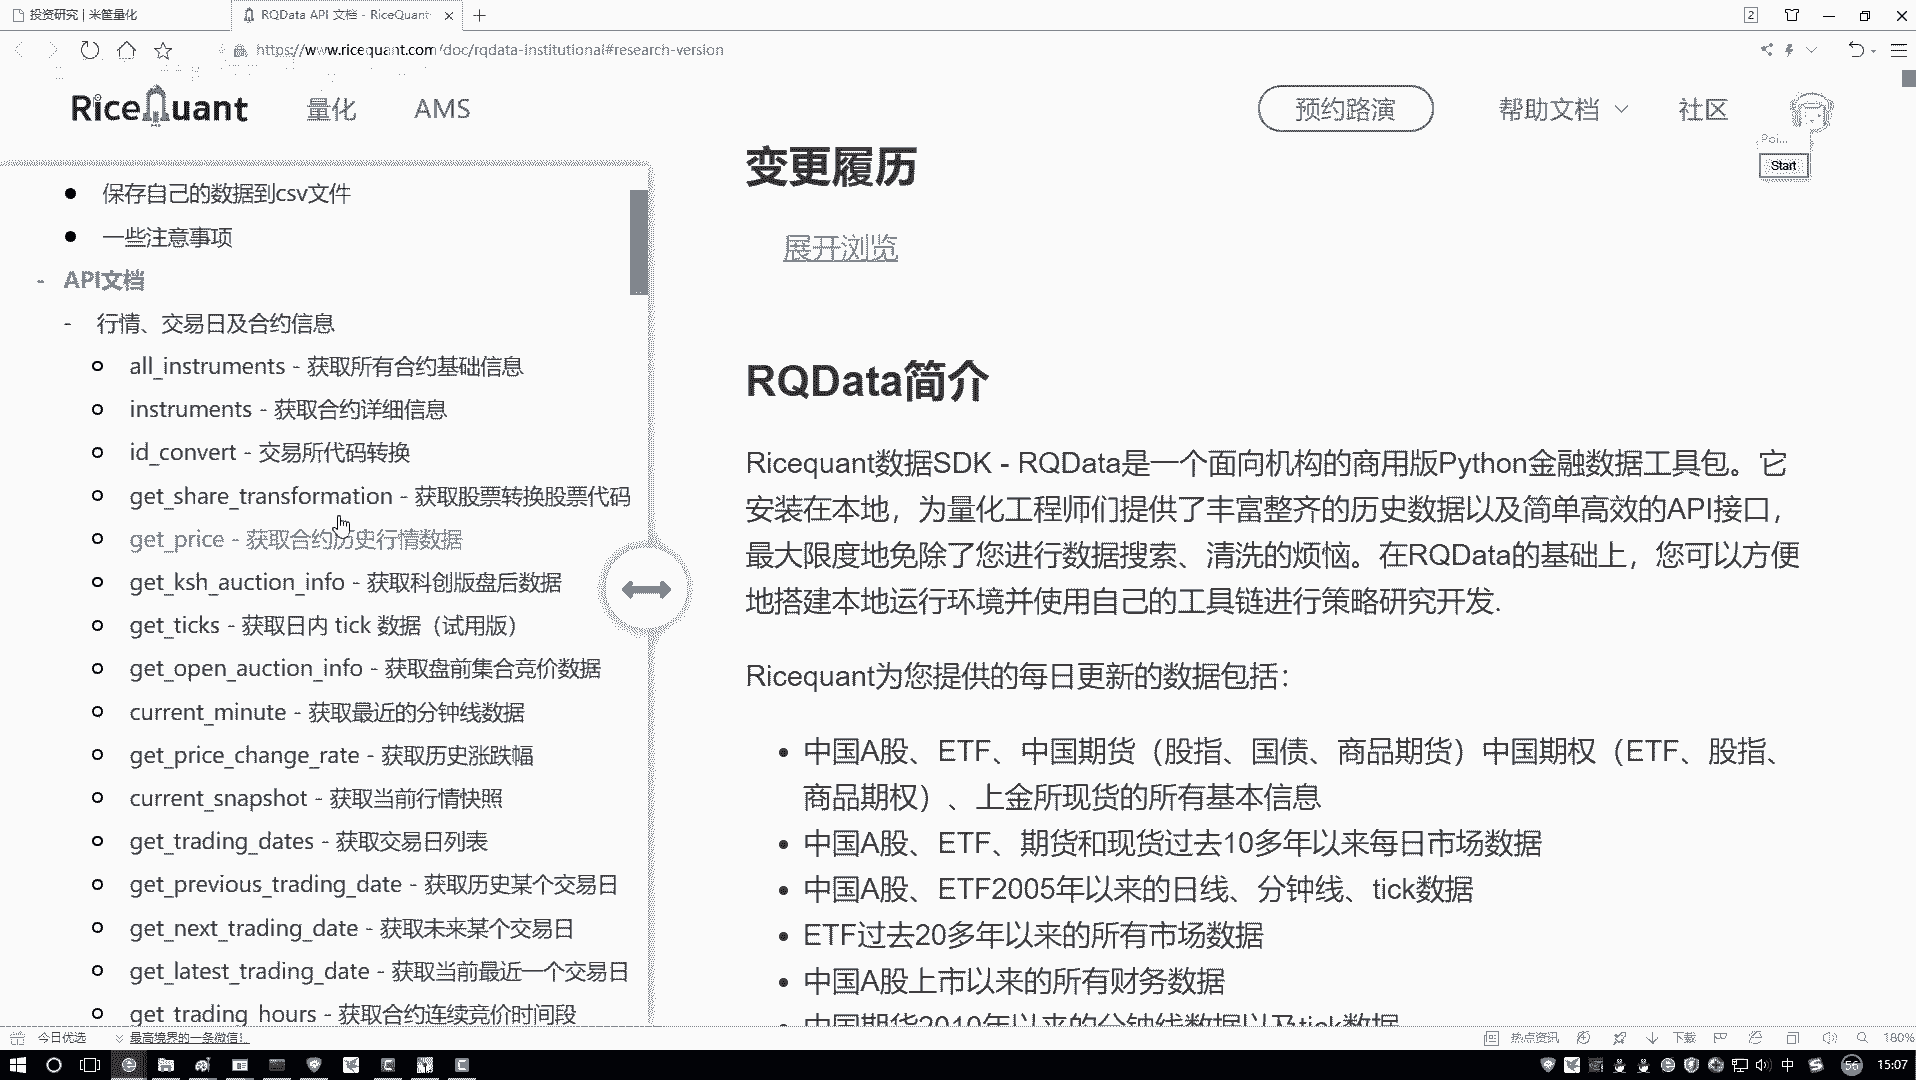 投资研究 | 米筐量化
RQData API 文档 - RiceQuant
2
https://www.ricequant.com/doc/rqdata-institutional#research-version
RiceQuant
量化
AMS
预约路演
帮助文档
社区
Poi...
Start
保存自己的数据到csv文件
一些注意事项
- API文档
- 行情、交易日及合约信息
all_instruments - 获取所有合约基础信息
instruments - 获取合约详细信息
id_convert - 交易所代码转换
get_share_transformation - 获取股票转换股票代码
get_price - 获取合约历史行情数据
get_ksh_auction_info - 获取科创版盘后数据
get_ticks - 获取日内 tick 数据（试用版）
get_open_auction_info - 获取盘前集合竞价数据
current_minute - 获取最近的分钟线数据
get_price_change_rate - 获取历史涨跌幅
current_snapshot - 获取当前行情快照
get_trading_dates - 获取交易日列表
get_previous_trading_date - 获取历史某个交易日
get_next_trading_date - 获取未来某个交易日
get_latest_trading_date - 获取当前最近一个交易日
get_trading_hours - 获取合约连续竞价时间段
变更履历
展开浏览
RQData简介
Ricequant数据SDK - RQData是一个面向机构的商用版Python金融数据工具包。它
安装在本地，为量化工程师们提供了丰富整齐的历史数据以及简单高效的API接口，
最大限度地免除了您进行数据搜索、清洗的烦恼。在RQData的基础上，您可以方便
地搭建本地运行环境并使用自己的工具链进行策略研究开发.
Ricequant为您提供的每日更新的数据包括：
中国A股、ETF、中国期货（股指、国债、商品期货）中国期权（ETF、股指、
商品期权）、上金所现货的所有基本信息
中国A股、ETF、期货和现货过去10多年以来每日市场数据
中国A股、ETF2005年以来的日线、分钟线、tick数据
ETF过去20多年以来的所有市场数据
中国A股上市以来的所有财务数据
中国期货2010年以来的分钟线数据以及tick数据
今日优选
最高境界的一条微信!
热点资讯
下载
180%
中
56
15:07